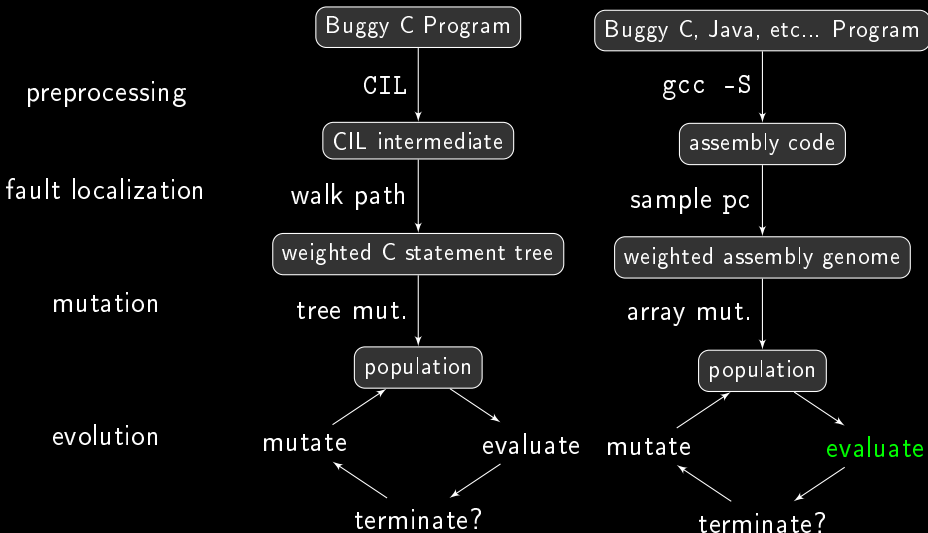 Buggy C Program
Buggy C, Java, etc... Program
preprocessing
CIL
gcc -S
CIL intermediate
assembly code
fault localization
walk path
sample pc
weighted C statement tree
weighted assembly genome
mutation
tree mut.
array mut.
population
population
evolution
mutate
evaluate
mutate
evaluate
terminate?
terminate?